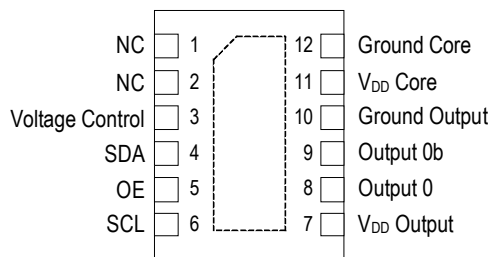 NC 1 12 Ground Core
NC 2 11 VDD Core
Voltage Control 3 10 Ground Output
SDA 4 9 Output 0b
OE 5 8 Output 0
SCL 6 7 VDD Output